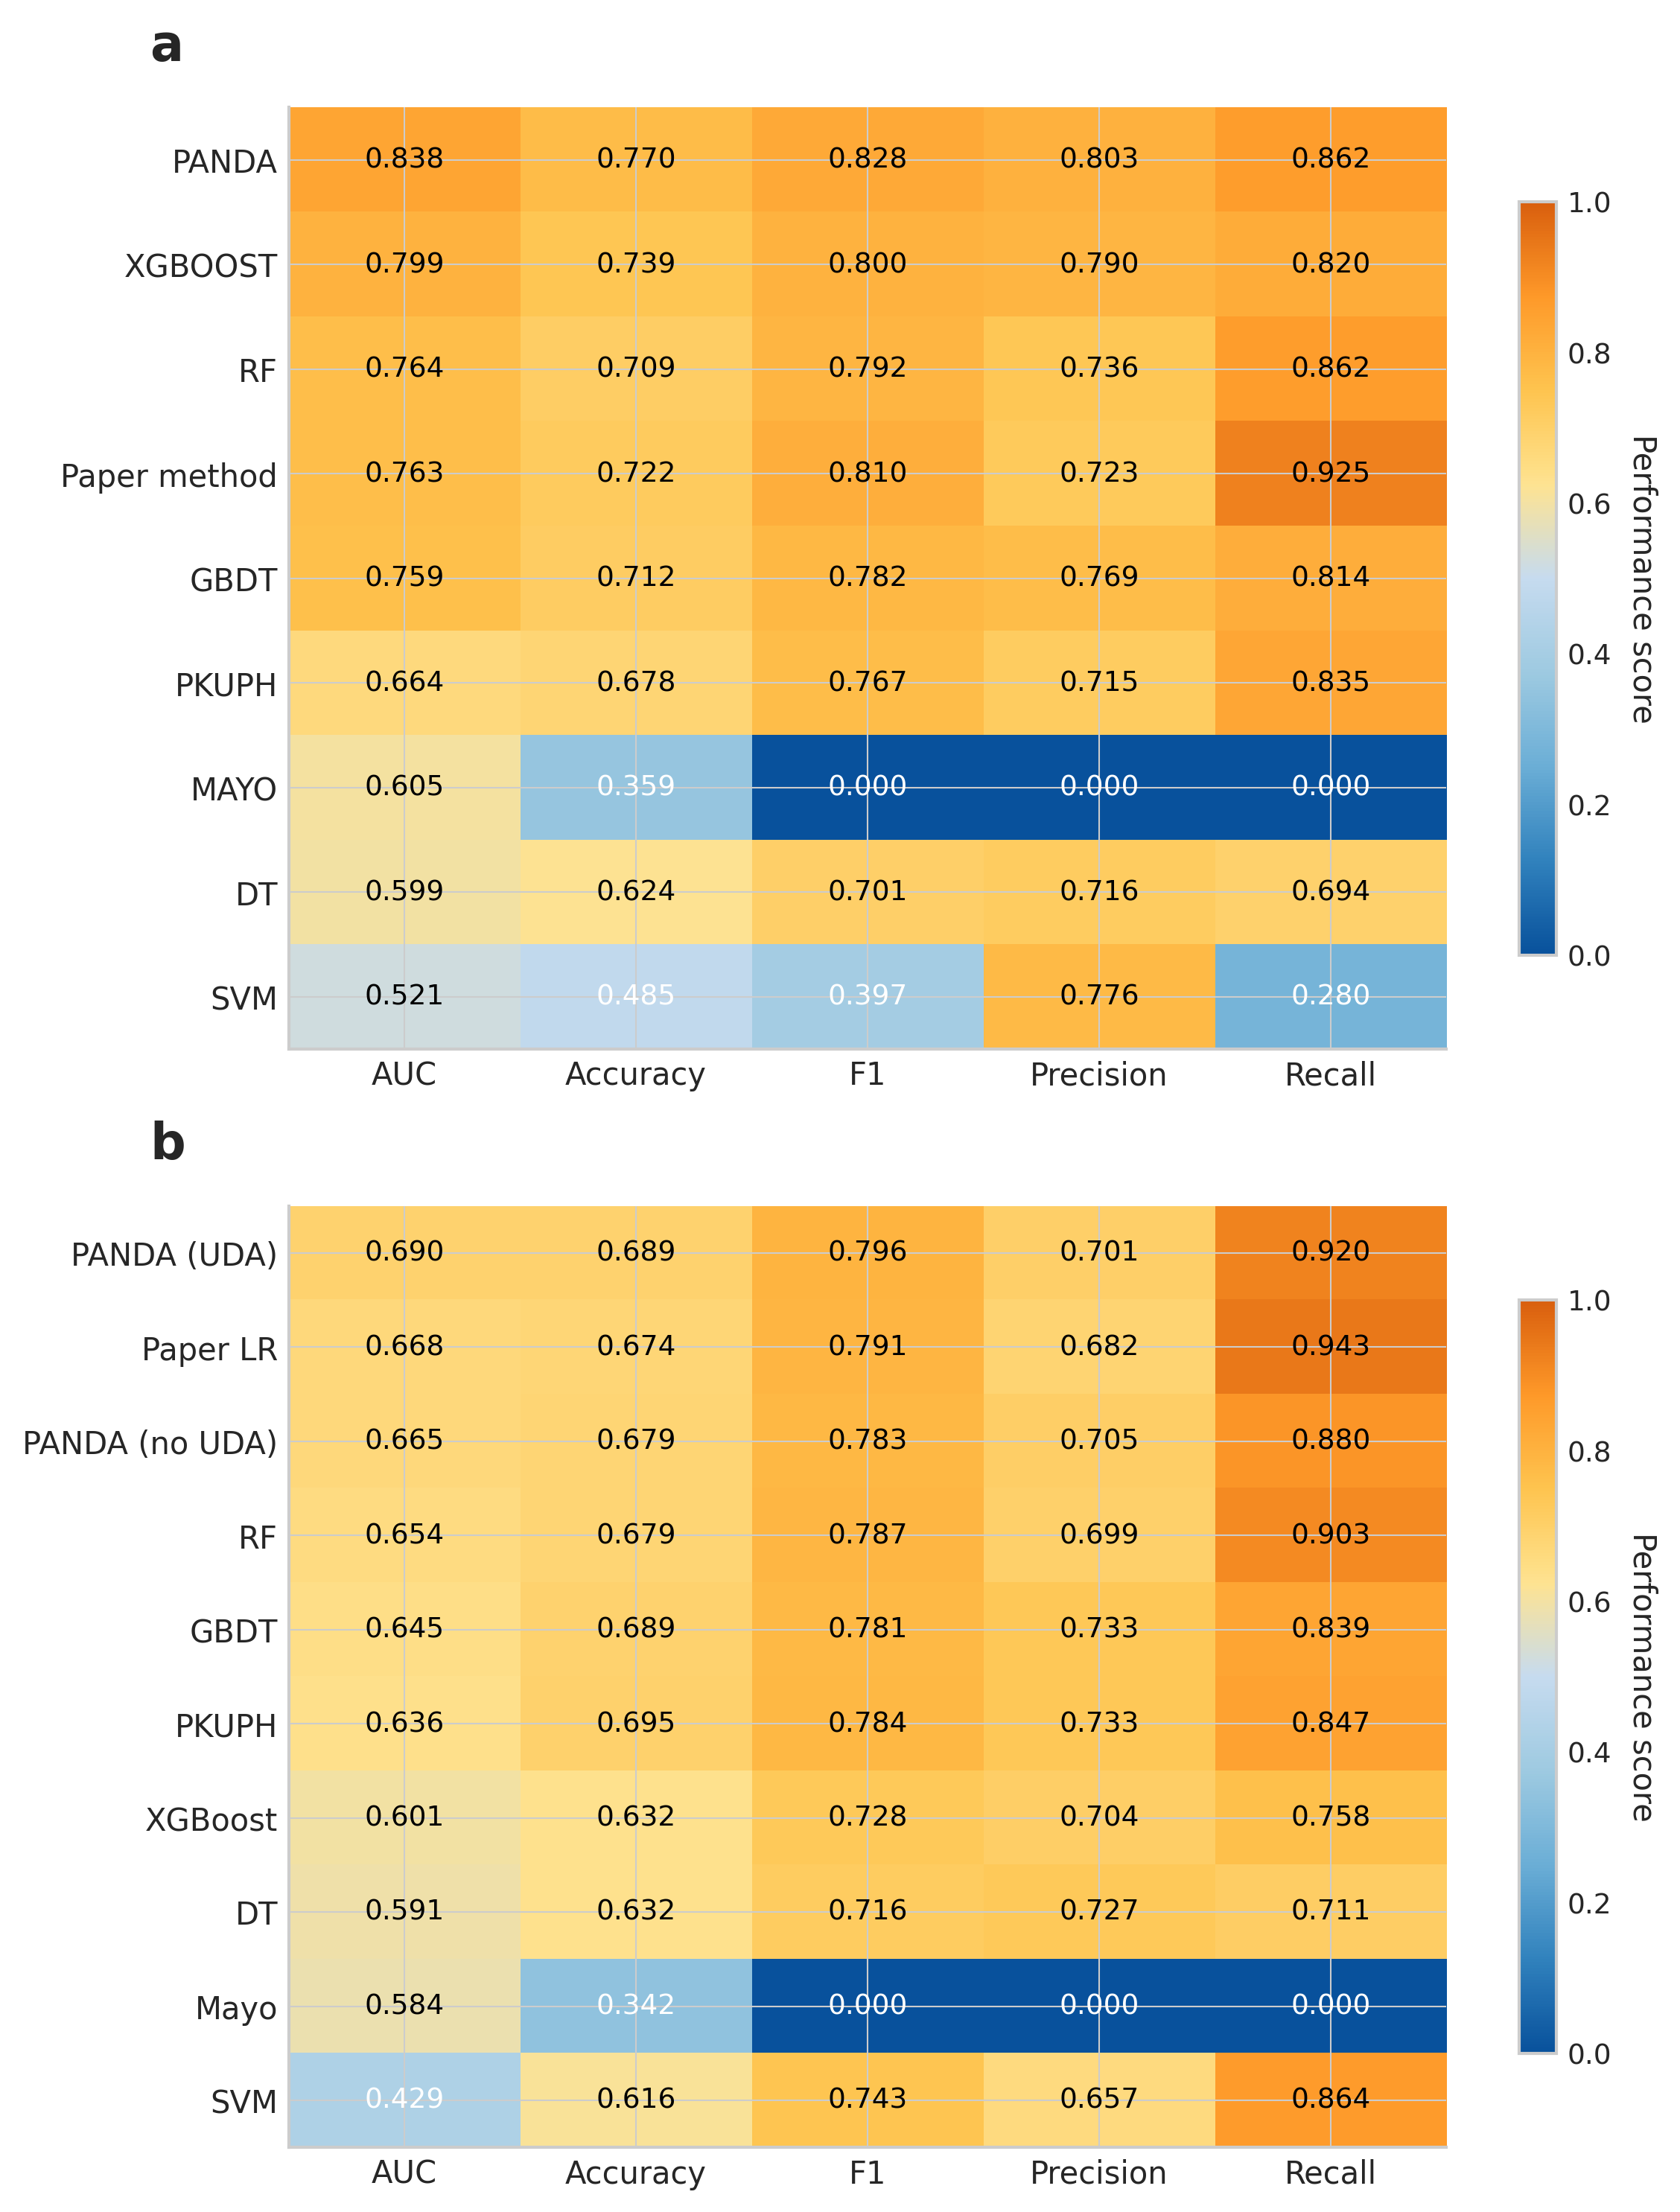 a
PANDA 0.838 0.770 0.828 0.803 0.862
XGBOOST 0.799 0.739 0.800 0.790 0.820
RF 0.764 0.709 0.792 0.736 0.862
Paper method 0.763 0.722 0.810 0.723 0.925
GBDT 0.759 0.712 0.782 0.769 0.814
PKUPH 0.664 0.678 0.767 0.715 0.835
MAYO 0.605 0.359 0.000 0.000 0.000
DT 0.599 0.624 0.701 0.716 0.694
SVM 0.521 0.485 0.397 0.776 0.280
AUC Accuracy F1 Precision Recall
1.0
0.8
0.6
0.4
0.2
0.0
Performance score
b
PANDA (UDA) 0.690 0.689 0.796 0.701 0.920
Paper LR 0.668 0.674 0.791 0.682 0.943
PANDA (no UDA) 0.665 0.679 0.783 0.705 0.880
RF 0.654 0.679 0.787 0.699 0.903
GBDT 0.645 0.689 0.781 0.733 0.839
PKUPH 0.636 0.695 0.784 0.733 0.847
XGBoost 0.601 0.632 0.728 0.704 0.758
DT 0.591 0.632 0.716 0.727 0.711
Mayo 0.584 0.342 0.000 0.000 0.000
SVM 0.429 0.616 0.743 0.657 0.864
AUC Accuracy F1 Precision Recall
1.0
0.8
0.6
0.4
0.2
0.0
Performance score